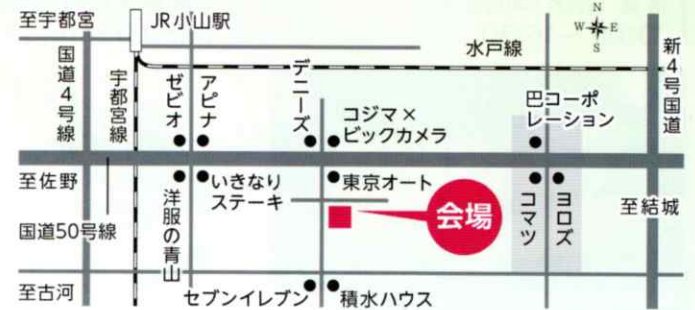 至宇都宮
JR小山駅
N
W E
S
水戸線
国道4号線
宇都宮線
ゼビオ
アピナ
デニーズ
コジマ×
ビックカメラ
巴コーポ
レーション
新4号国道
至佐野
いきなり
ステーキ
東京オート
会場
コマツ
ヨロズ
至結城
洋服の青山
国道50号線
至古河
セブンイレブン
積水ハウス